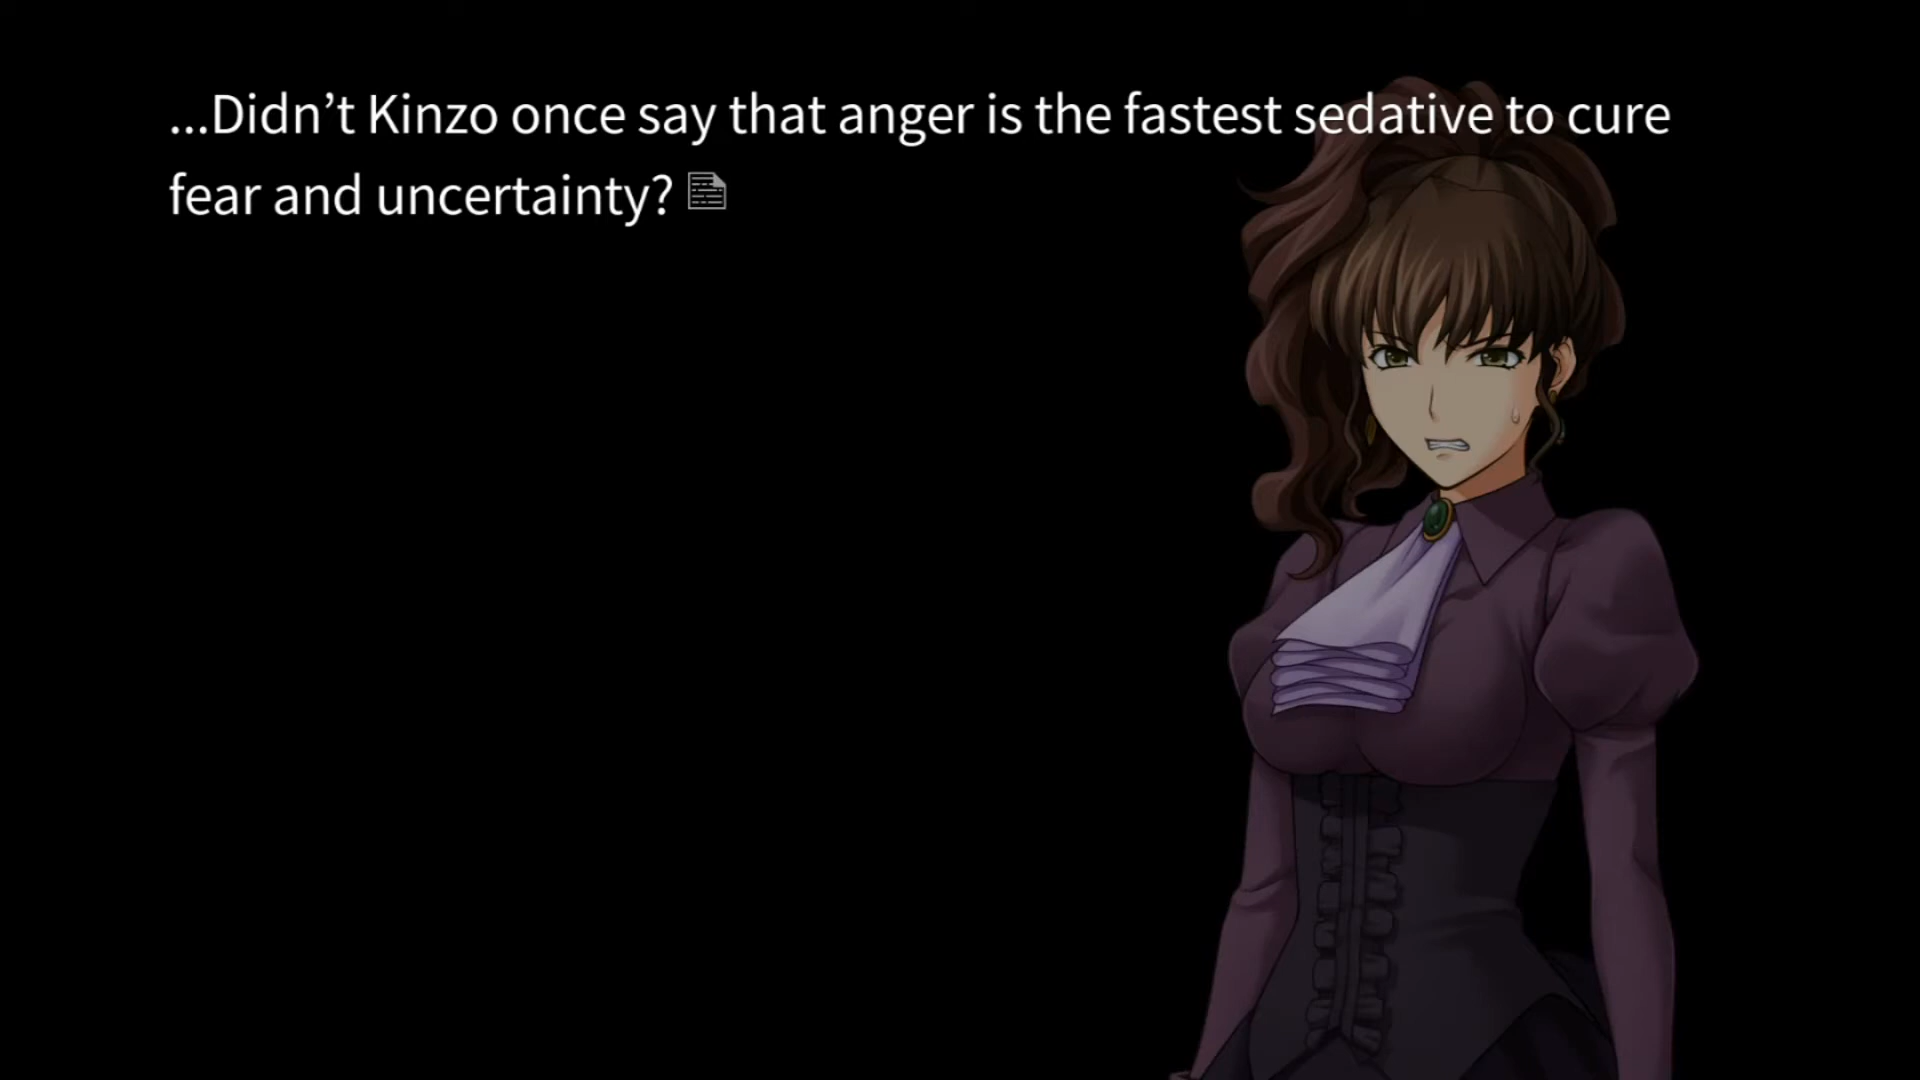 ...Didn’t Kinzo once say that anger is the fastest sedative to cure
fear and uncertainty?